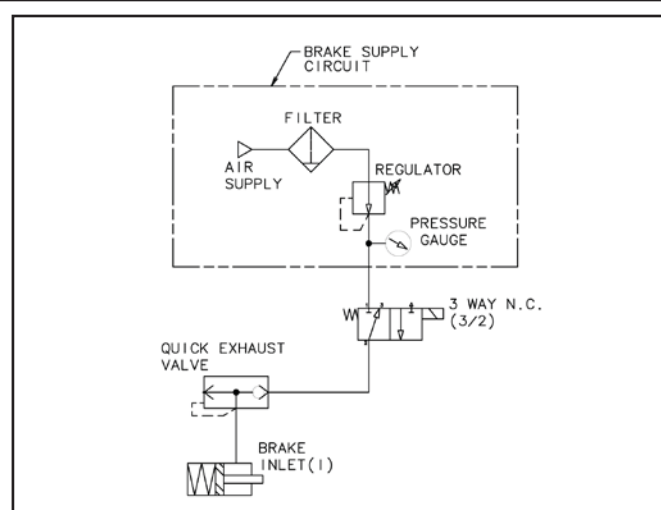 BRAKE SUPPLY
CIRCUIT
FILTER
AIR
SUPPLY
REGULATOR
PRESSURE
GAUGE
3 WAY N.C.
(3/2)
QUICK EXHAUST
VALVE
BRAKE
INLET(1)